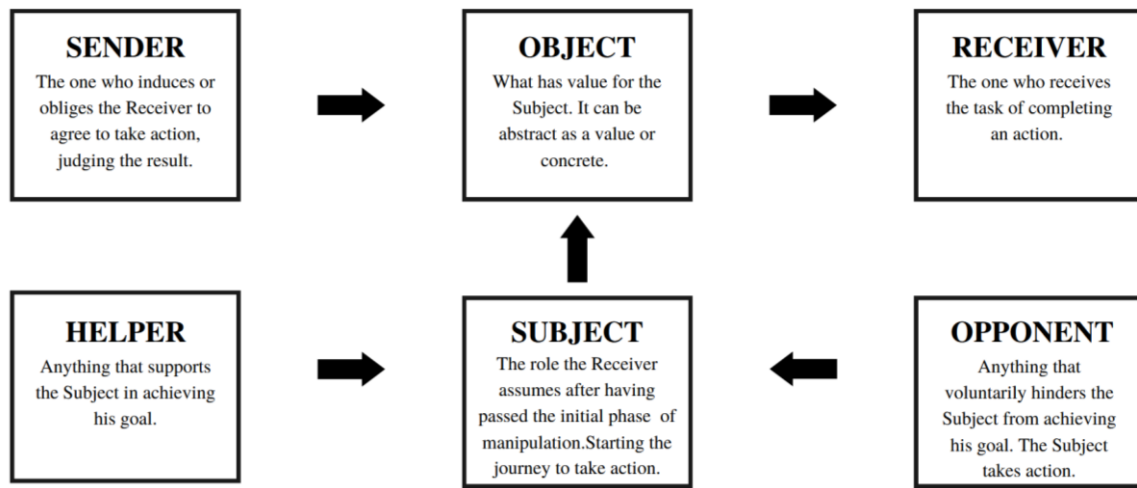 SENDER
The one who induces or
obliges the Receiver to
agree to take action,
judging the result.
OBJECT
What has value for the
Subject. It can be
abstract as a value or
concrete.
RECEIVER
The one who receives
the task of completing
an action.
HELPER
Anything that supports
the Subject in achieving
his goal.
SUBJECT
The role the Receiver
assumes after having
passed the initial phase of
manipulation.Starting the
journey to take action.
OPPONENT
Anything that
voluntarily hinders the
Subject from achieving
his goal. The Subject
takes action.